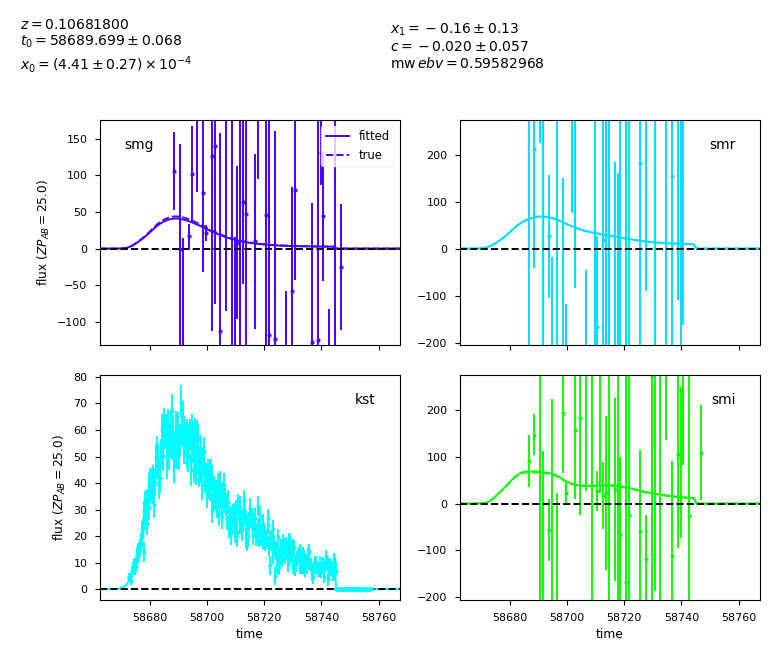 z = 0.10681800
t₀ = 58689.699 ± 0.068
x₀ = (4.41 ± 0.27) × 10⁻⁴
x₁ = −0.16 ± 0.13
c = −0.020 ± 0.057
mw ebv = 0.59582968
smg
fitted
true
150
100
50
0
−50
−100
flux (ZP_AB = 25.0)
smr
200
100
0
−100
−200
kst
80
70
60
50
40
30
20
10
0
flux (ZP_AB = 25.0)
58680 58700 58720 58740 58760
time
smi
200
100
0
−100
−200
58680 58700 58720 58740 58760
time